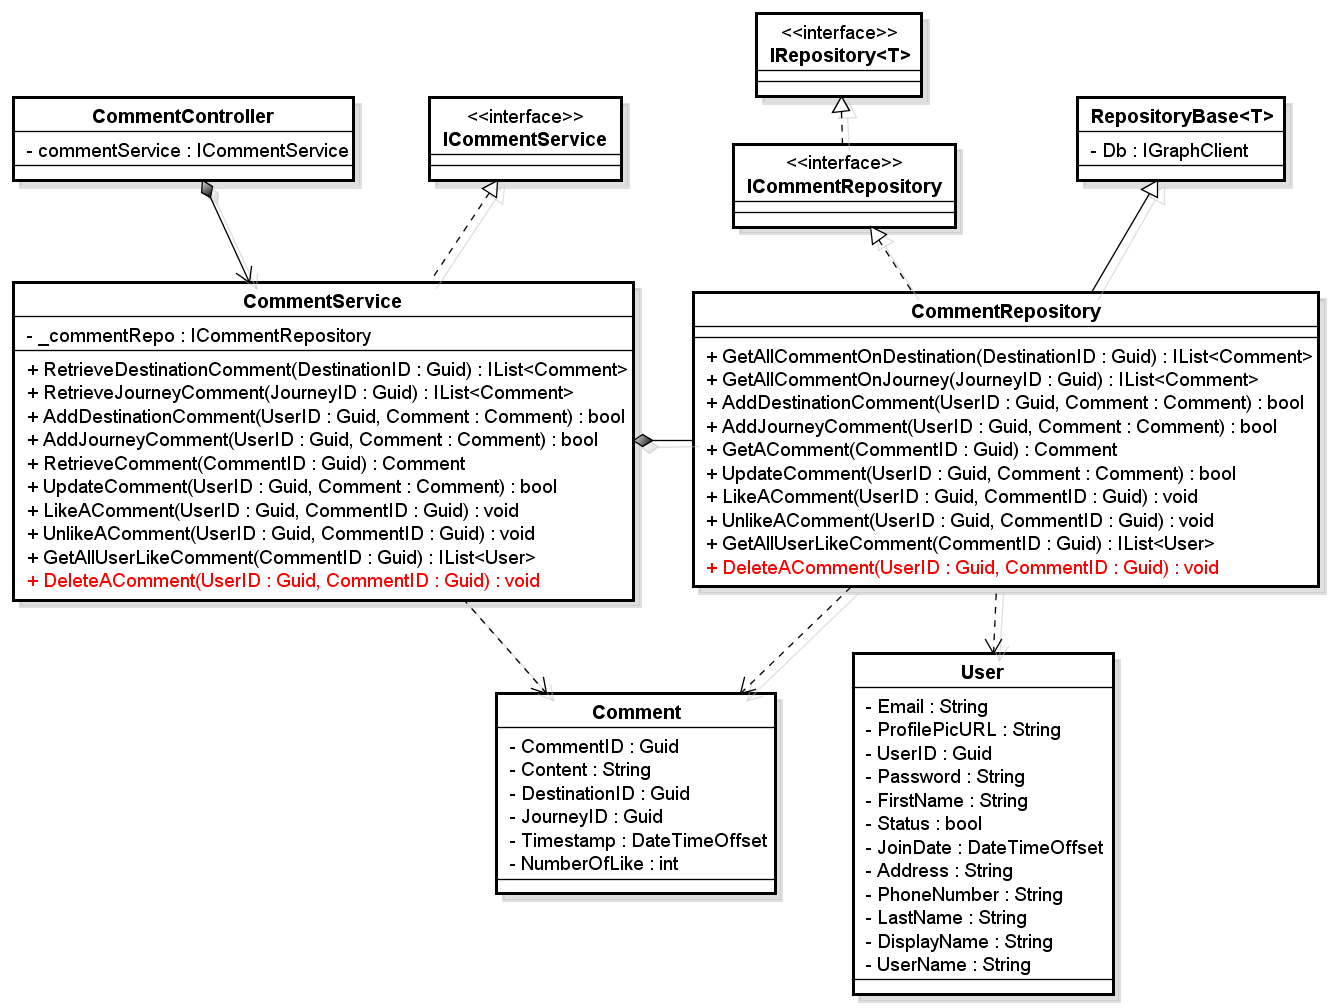 <<interface>>
IRepository<T>
CommentController
- commentService : ICommentService
<<interface>>
ICommentService
<<interface>>
ICommentRepository
RepositoryBase<T>
- Db : IGraphClient
CommentService
- _commentRepo : ICommentRepository
+ RetrieveDestinationComment(DestinationID : Guid) : IList<Comment>
+ RetrieveJourneyComment(JourneyID : Guid) : IList<Comment>
+ AddDestinationComment(UserID : Guid, Comment : Comment) : bool
+ AddJourneyComment(UserID : Guid, Comment : Comment) : bool
+ RetrieveComment(CommentID : Guid) : Comment
+ UpdateComment(UserID : Guid, Comment : Comment) : bool
+ LikeAComment(UserID : Guid, CommentID : Guid) : void
+ UnlikeAComment(UserID : Guid, CommentID : Guid) : void
+ GetAllUserLikeComment(CommentID : Guid) : IList<User>
+ DeleteAComment(UserID : Guid, CommentID : Guid) : void
CommentRepository
+ GetAllCommentOnDestination(DestinationID : Guid) : IList<Comment>
+ GetAllCommentOnJourney(JourneyID : Guid) : IList<Comment>
+ AddDestinationComment(UserID : Guid, Comment : Comment) : bool
+ AddJourneyComment(UserID : Guid, Comment : Comment) : bool
+ GetAComment(CommentID : Guid) : Comment
+ UpdateComment(UserID : Guid, Comment : Comment) : bool
+ LikeAComment(UserID : Guid, CommentID : Guid) : void
+ UnlikeAComment(UserID : Guid, CommentID : Guid) : void
+ GetAllUserLikeComment(CommentID : Guid) : IList<User>
+ DeleteAComment(UserID : Guid, CommentID : Guid) : void
Comment
- CommentID : Guid
- Content : String
- DestinationID : Guid
- JourneyID : Guid
- Timestamp : DateTimeOffset
- NumberOfLike : int
User
- Email : String
- ProfilePicURL : String
- UserID : Guid
- Password : String
- FirstName : String
- Status : bool
- JoinDate : DateTimeOffset
- Address : String
- PhoneNumber : String
- LastName : String
- DisplayName : String
- UserName : String